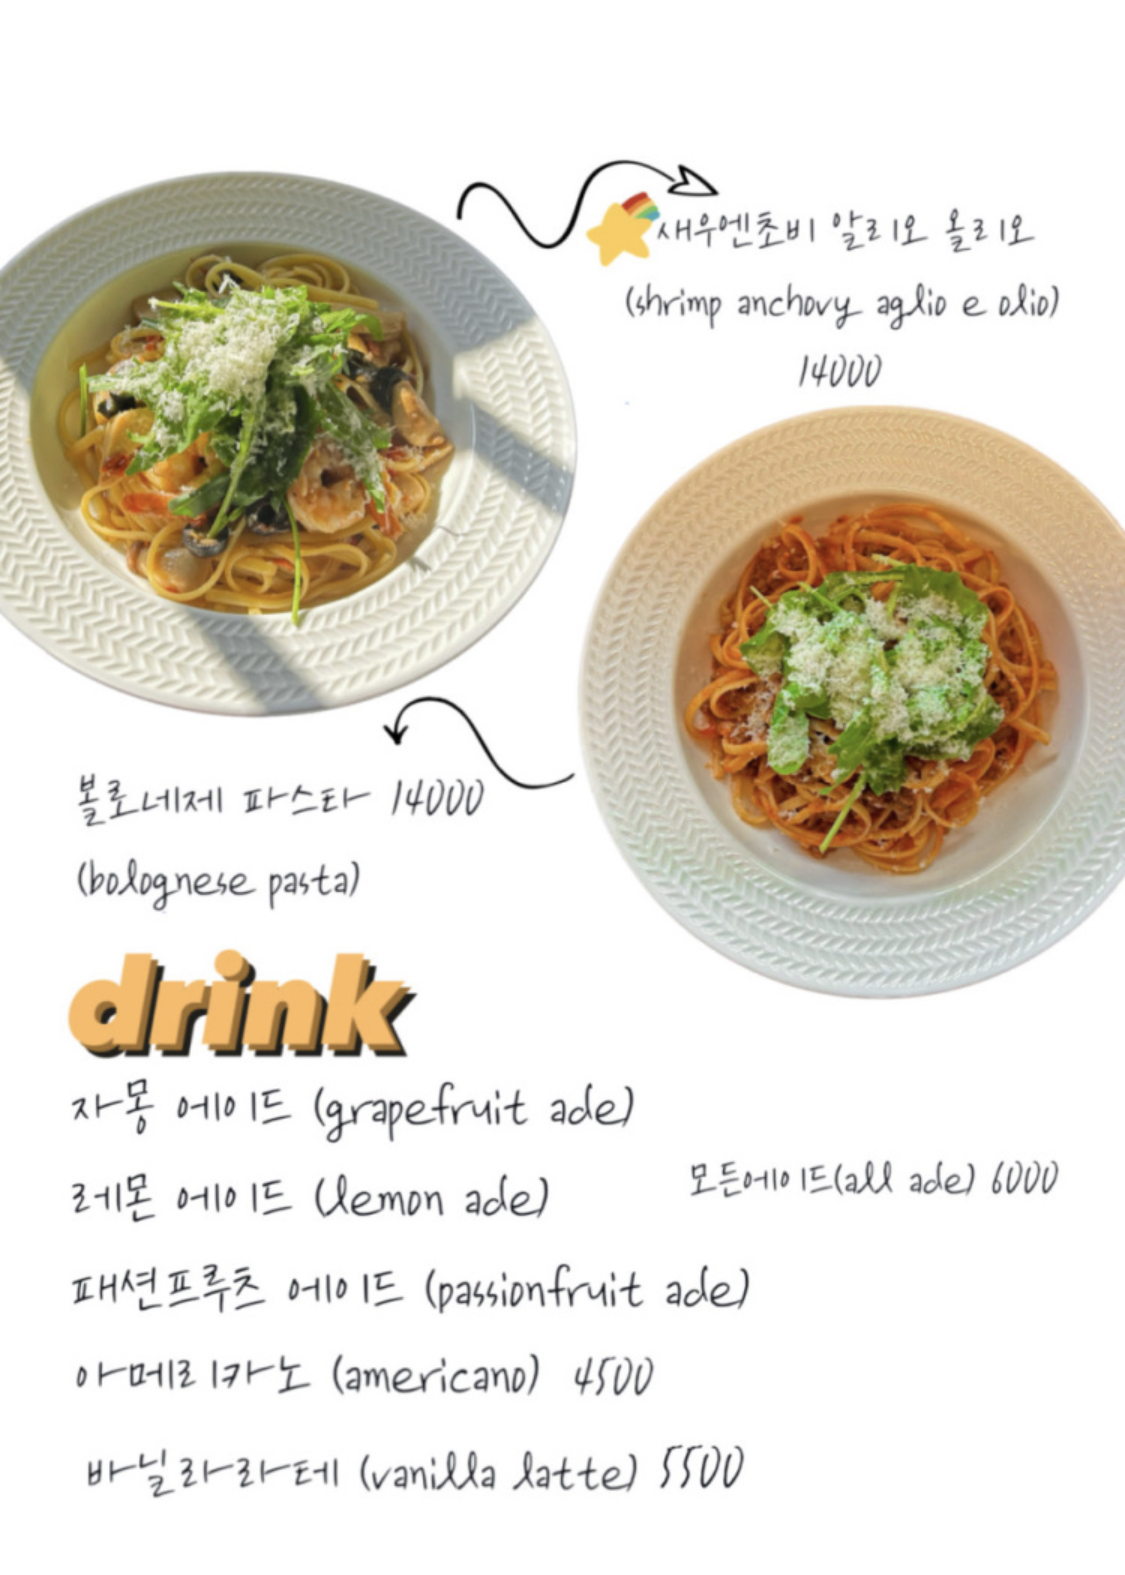 새우엔초비 알리오 올리오
(shrimp anchovy aglio e olio)
14000
볼로네제 파스타 14000
(bolognese pasta)
drink
자몽 에이드 (grapefruit ade)
레몬 에이드 (lemon ade)
모든에이드(all ade) 6000
패션프루츠 에이드 (passionfruit ade)
아메리카노 (americano) 4500
바닐라라테 (vanilla latte) 5500